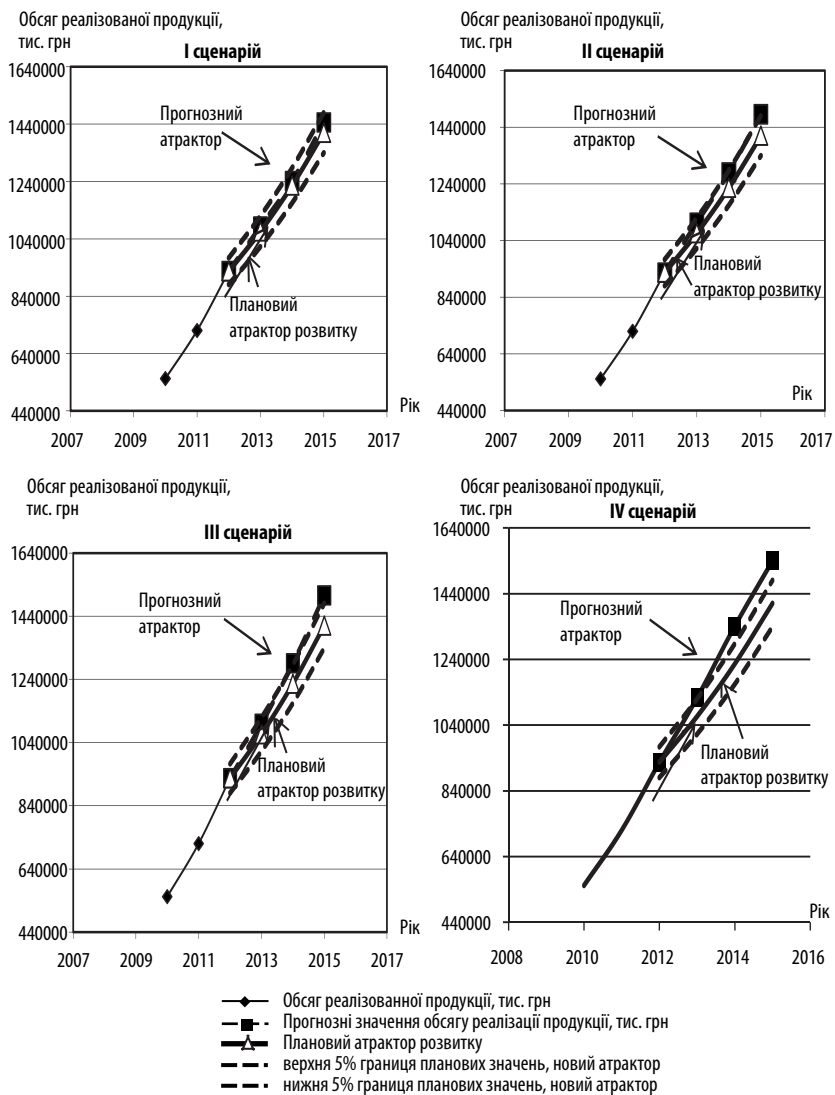 Обсяг реалізованої продукції,
тис. грн
I сценарій
1640000
1440000
1240000
1040000
840000
640000
440000
2007 2009 2011 2013 2015 2017
Рік
Прогнозний
атрактор
Плановий
атрактор розвитку
Обсяг реалізованої продукції,
тис. грн
II сценарій
1640000
1440000
1240000
1040000
840000
640000
440000
2007 2009 2011 2013 2015 2017
Рік
Прогнозний
атрактор
Плановий
атрактор розвитку
Обсяг реалізованої продукції,
тис. грн
III сценарій
1640000
1440000
1240000
1040000
840000
640000
440000
2007 2009 2011 2013 2015 2017
Рік
Прогнозний
атрактор
Плановий
атрактор розвитку
Обсяг реалізованої продукції,
тис. грн
IV сценарій
1640000
1440000
1240000
1040000
840000
640000
440000
2008 2010 2012 2014 2016
Рік
Прогнозний
атрактор
Плановий
атрактор розвитку
Обсяг реалізованної продукції, тис. грн
Прогнозні значення обсягу реалізації продукції, тис. грн
Плановий атрактор розвитку
верхня 5% границя планових значень, новий атрактор
нижня 5% границя планових значень, новий атрактор